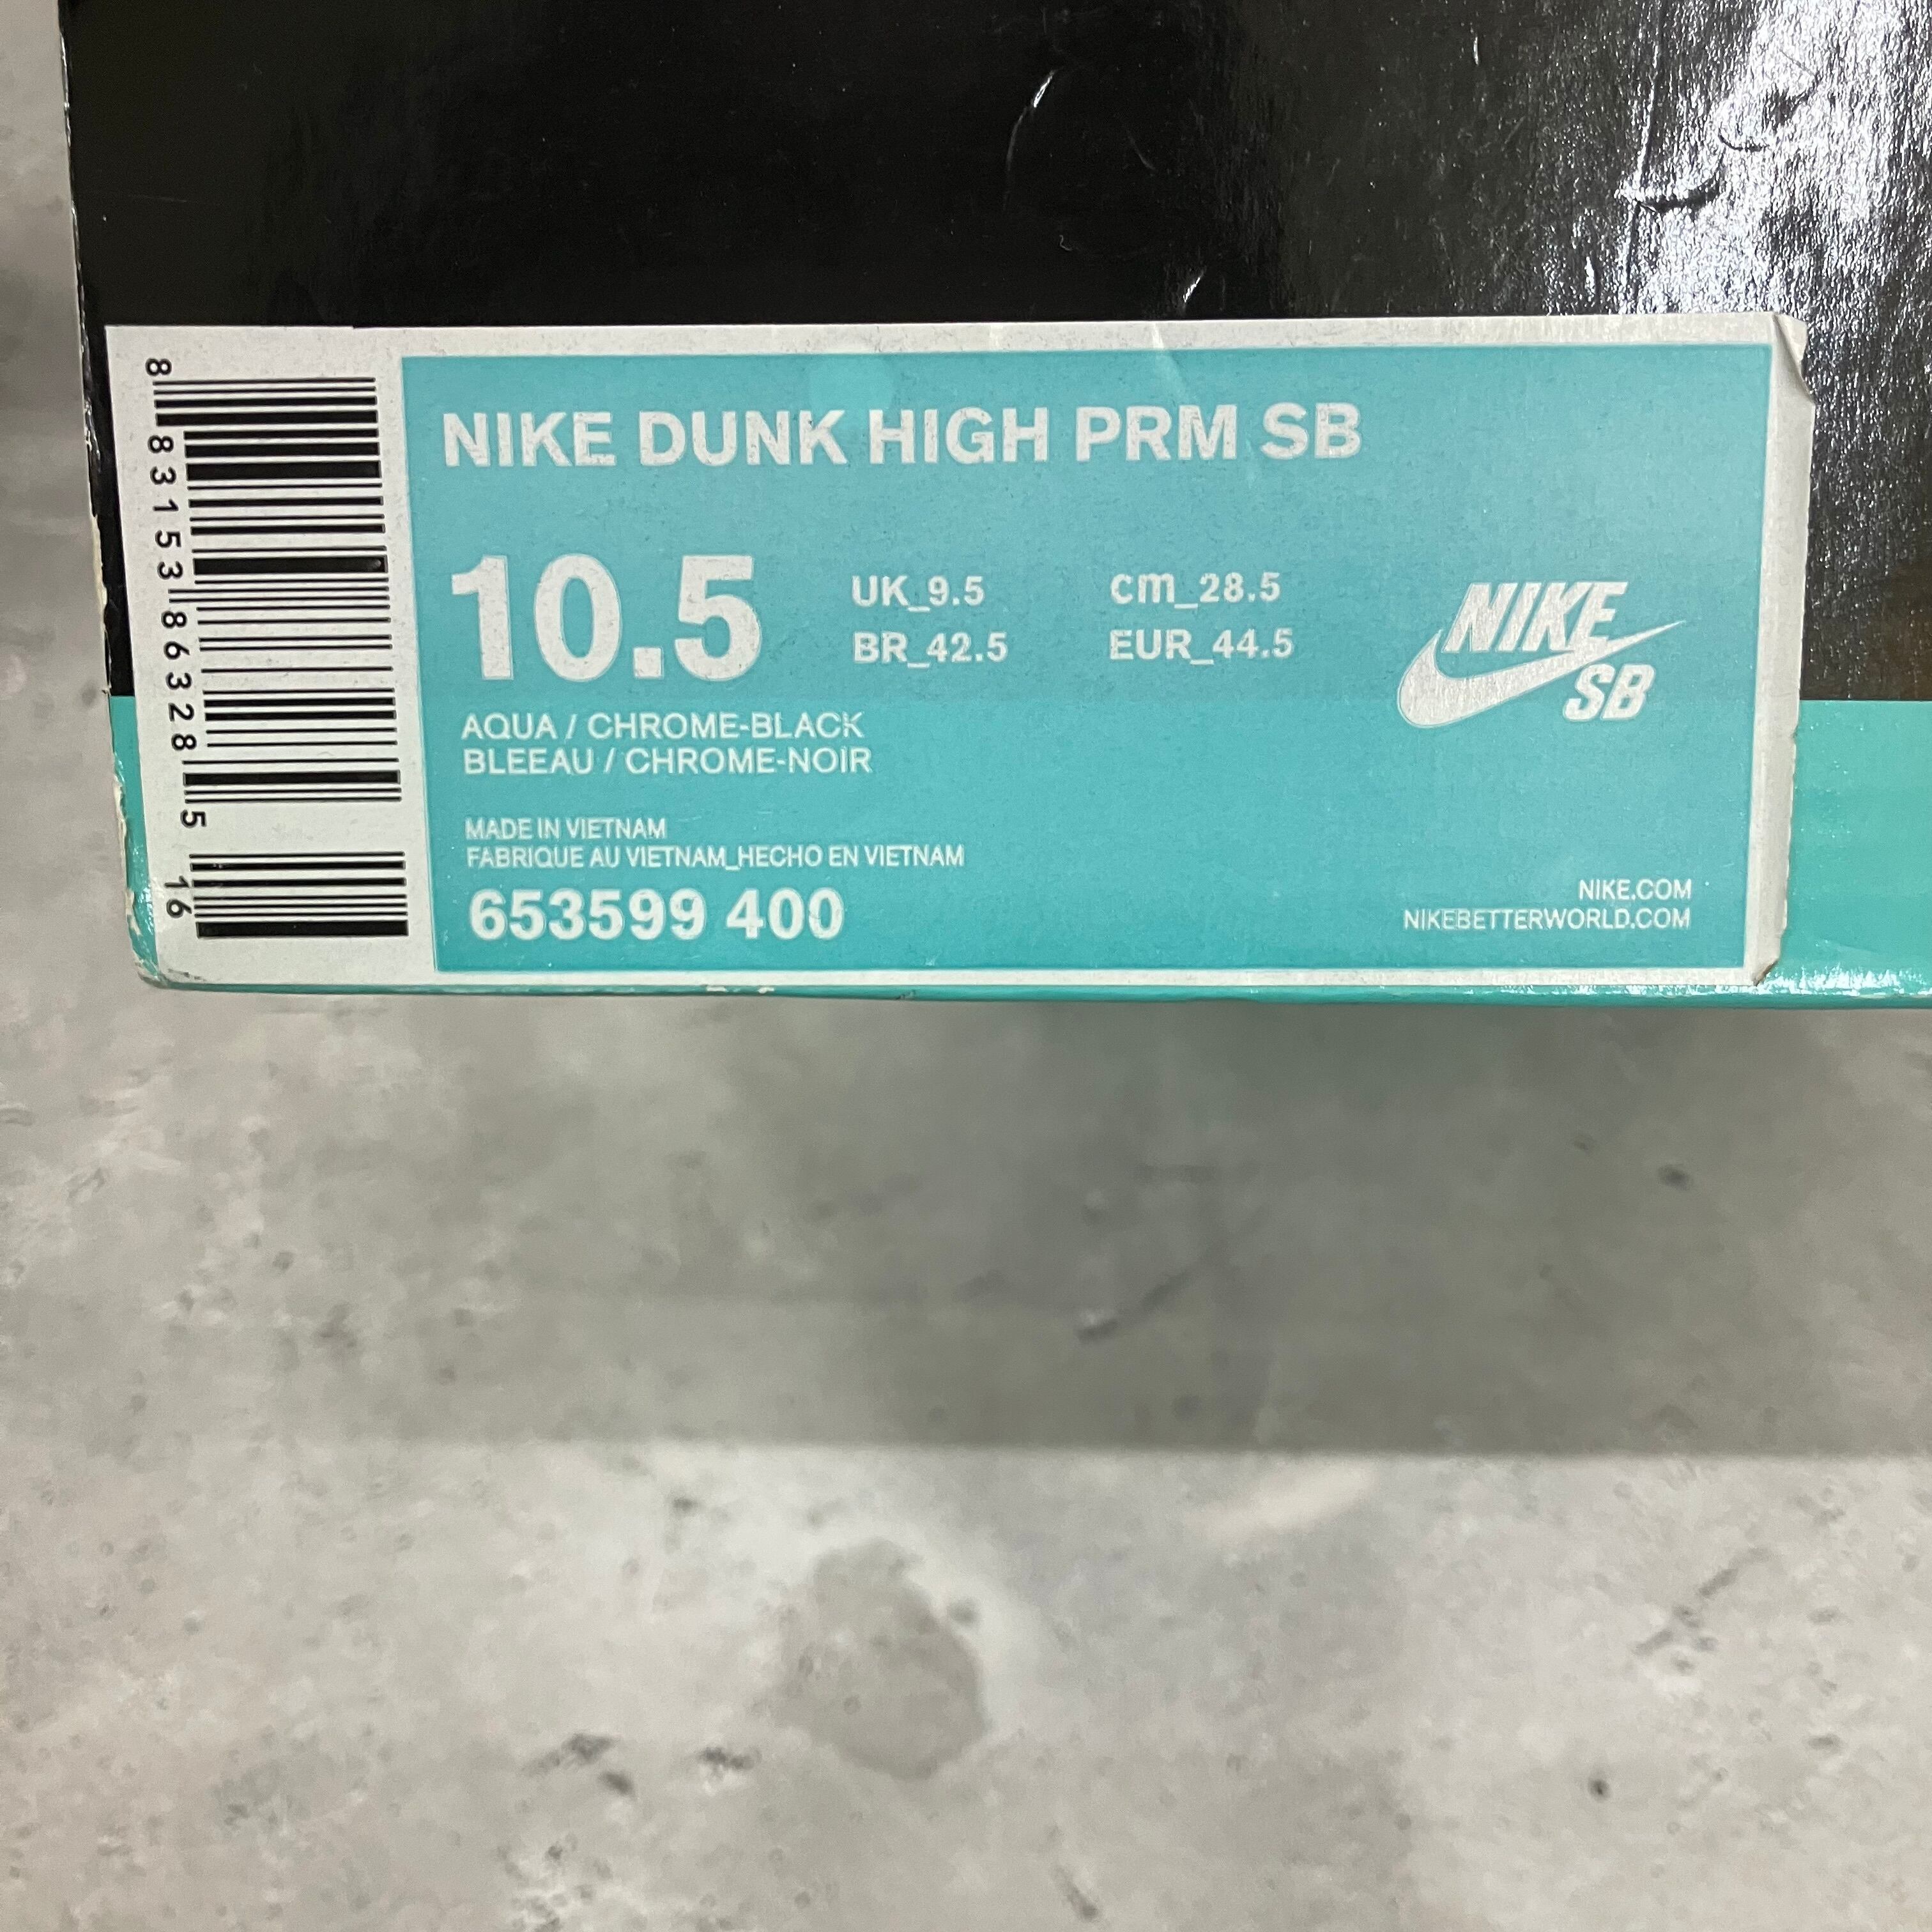 NIKE DUNK HIGH PRM SB
10.5
UK_9.5
cm_28.5
BR_42.5
EUR_44.5
NIKE
SB
AQUA / CHROME-BLACK
BLEEAU / CHROME-NOIR
MADE IN VIETNAM
FABRIQUE AU VIETNAM_HECHO EN VIETNAM
653599 400
NIKE.COM
NIKEBETTERWORLD.COM
8 83153 86328 5
16